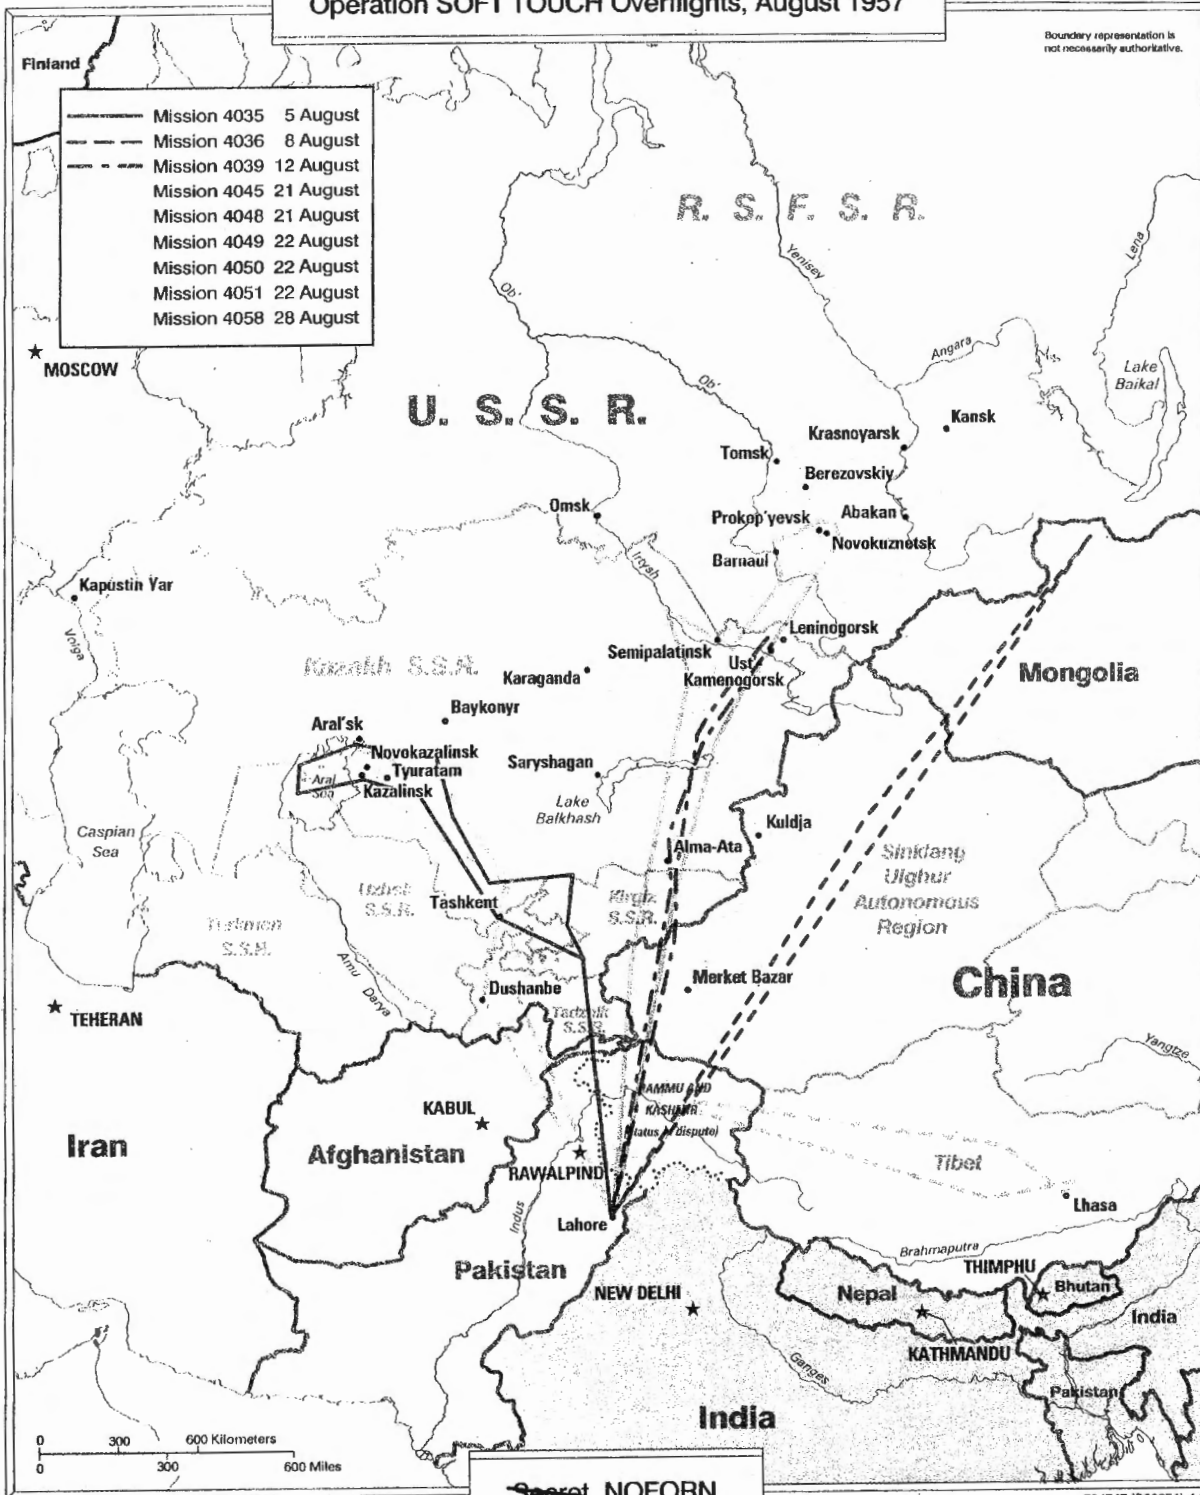 Operation SOFT TOUCH Overflights, August 1957
Boundary representation is
not necessarily authoritative.
Finland
Mission 4035 5 August
Mission 4036 8 August
Mission 4039 12 August
Mission 4045 21 August
Mission 4048 21 August
Mission 4049 22 August
Mission 4050 22 August
Mission 4051 22 August
Mission 4058 28 August
MOSCOW
R. S. F. S. R.
Yenisey
Lena
Ob'
Angara
Lake
Baikal
Ob'
U. S. S. R.
Kansk
Krasnoyarsk
Tomsk
Berezovskiy
Omsk
Prokop'yevsk
Abakan
Novokuznetsk
Barnaul
Irtysh
Kapustin Yar
Volga
Leninogorsk
Semipalatinsk
Ust'
Kamenogorsk
Kazakh S.S.R.
Karaganda
Mongolia
Baykonyr
Aral'sk
Novokazalinsk
Tyuratam
Kazalinsk
Aral
Sea
Saryshagan
Lake
Balkhash
Kuldja
Alma-Ata
Caspian
Sea
Sinkiang
Uighur
Autonomous
Region
Uzbek
S.S.R.
Tashkent
Kirgiz
S.S.R.
Turkmen
S.S.R.
Amu
Darya
Merket Bazar
China
Dushanbe
Tadzhik
S.S.R.
TEHERAN
Yangtze
JAMMU AND
KASHMIR
(Status in dispute)
KABUL
Iran
Afghanistan
RAWALPINDI
Tibet
Lhasa
Indus
Lahore
Brahmaputra
THIMPHU
Pakistan
NEW DELHI
Nepal
Bhutan
India
KATHMANDU
Ganges
Pakistan
India
0 300 600 Kilometers
0 300 600 Miles
Secret NOFORN